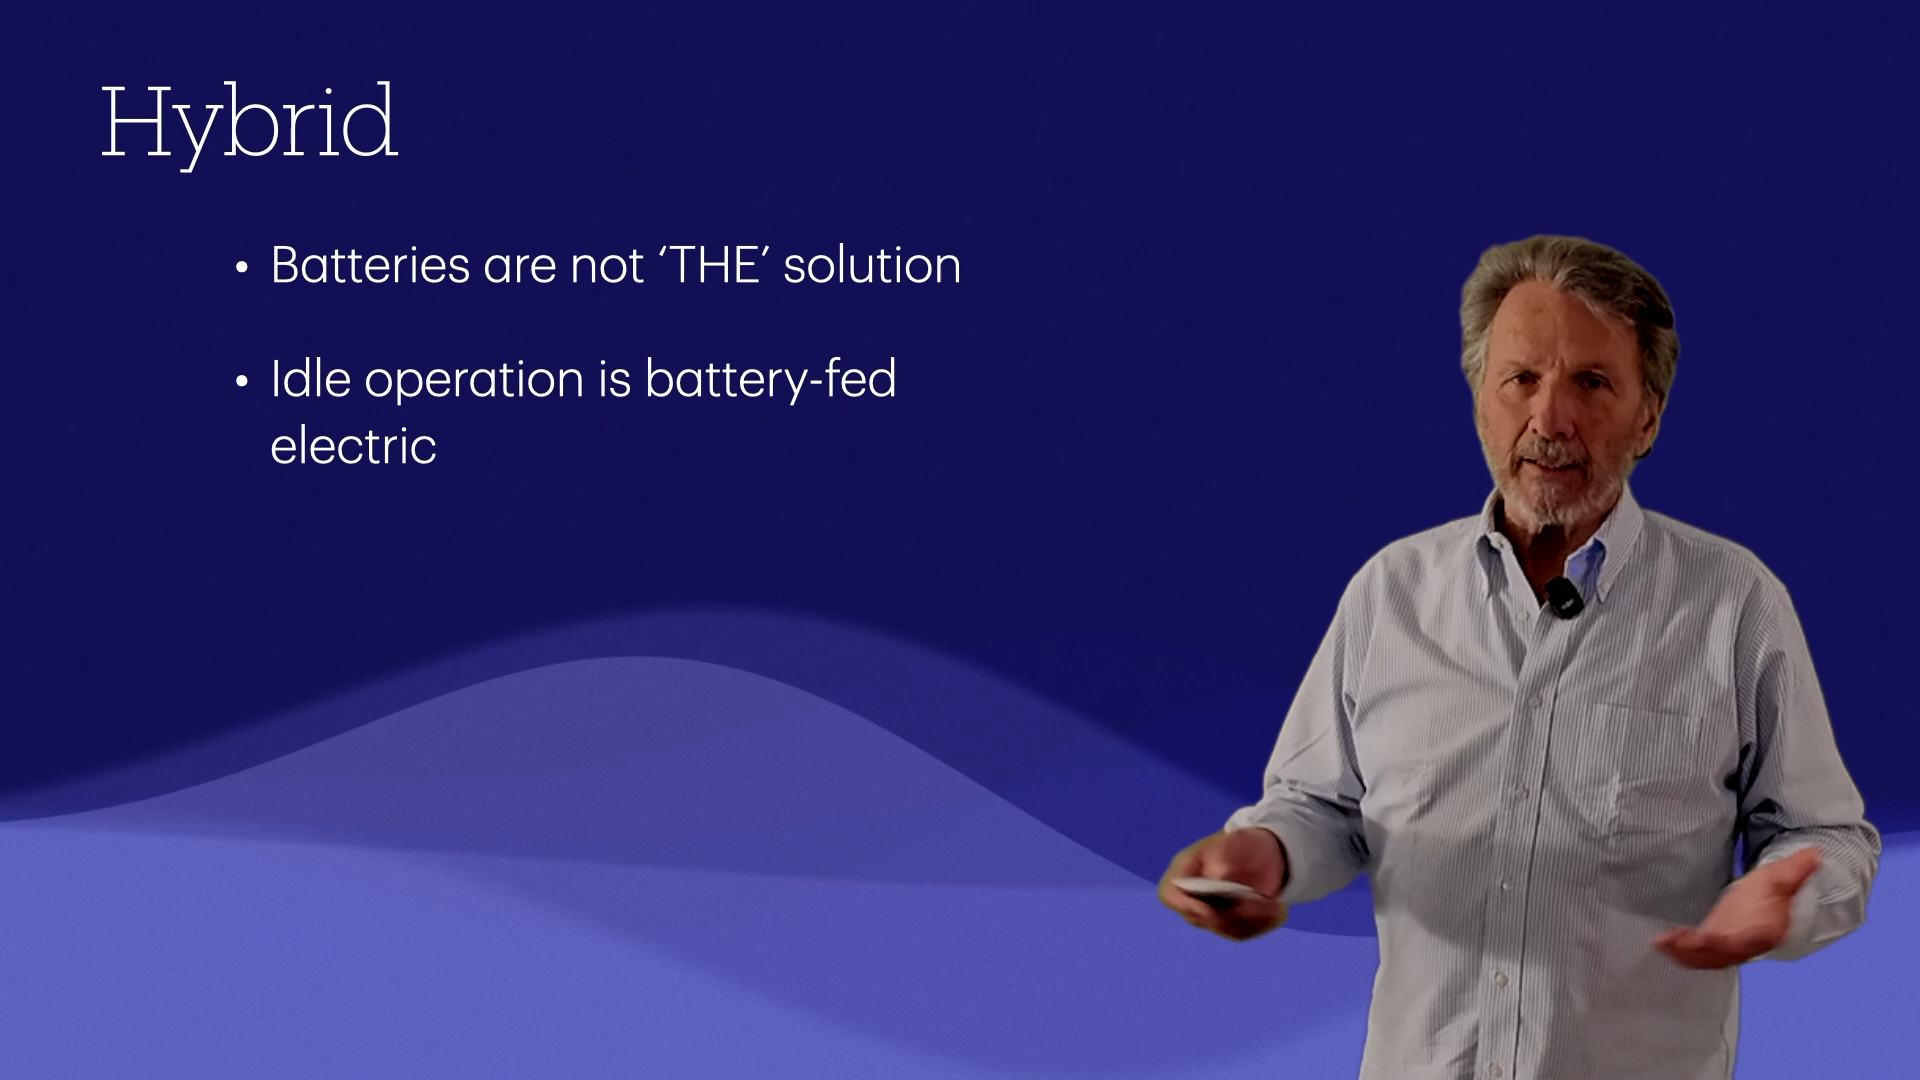 Hybrid
• Batteries are not ‘THE’ solution
• Idle operation is battery-fed
electric